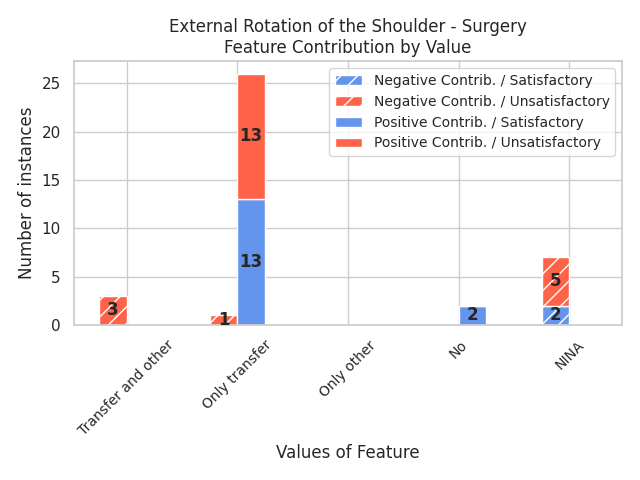 External Rotation of the Shoulder - Surgery
Feature Contribution by Value
Number of instances
25
20
15
10
5
0
Negative Contrib. / Satisfactory
Negative Contrib. / Unsatisfactory
Positive Contrib. / Satisfactory
Positive Contrib. / Unsatisfactory
3
1
13
13
2
5
2
Transfer and other
Only transfer
Only other
No
NINA
Values of Feature